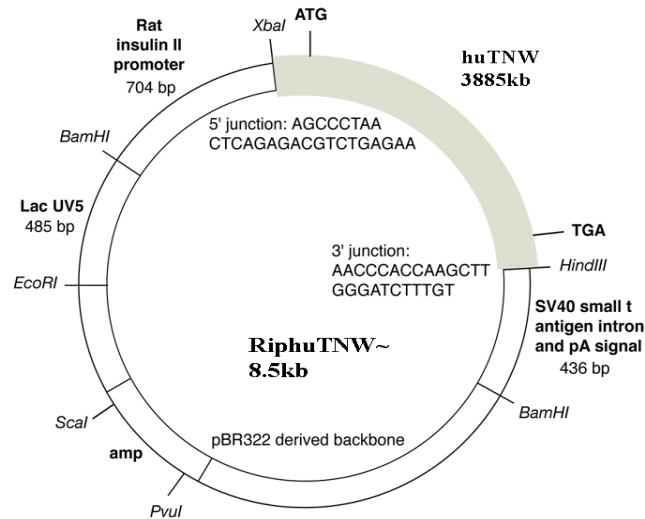 ATG
XbaI
Rat
insulin II
promoter
704 bp
huTNW
3885kb
5' junction: AGCCCTAA
CTCAGAGACGTCTGAGAA
BamHI
Lac UV5
485 bp
EcoRI
TGA
HindIII
3' junction:
AACCCACCAAGCTT
GGGATCTTTGT
SV40 small t
antigen intron
and pA signal
436 bp
RiphuTNW~
8.5kb
BamHI
ScaI
amp
pBR322 derived backbone
PvuI